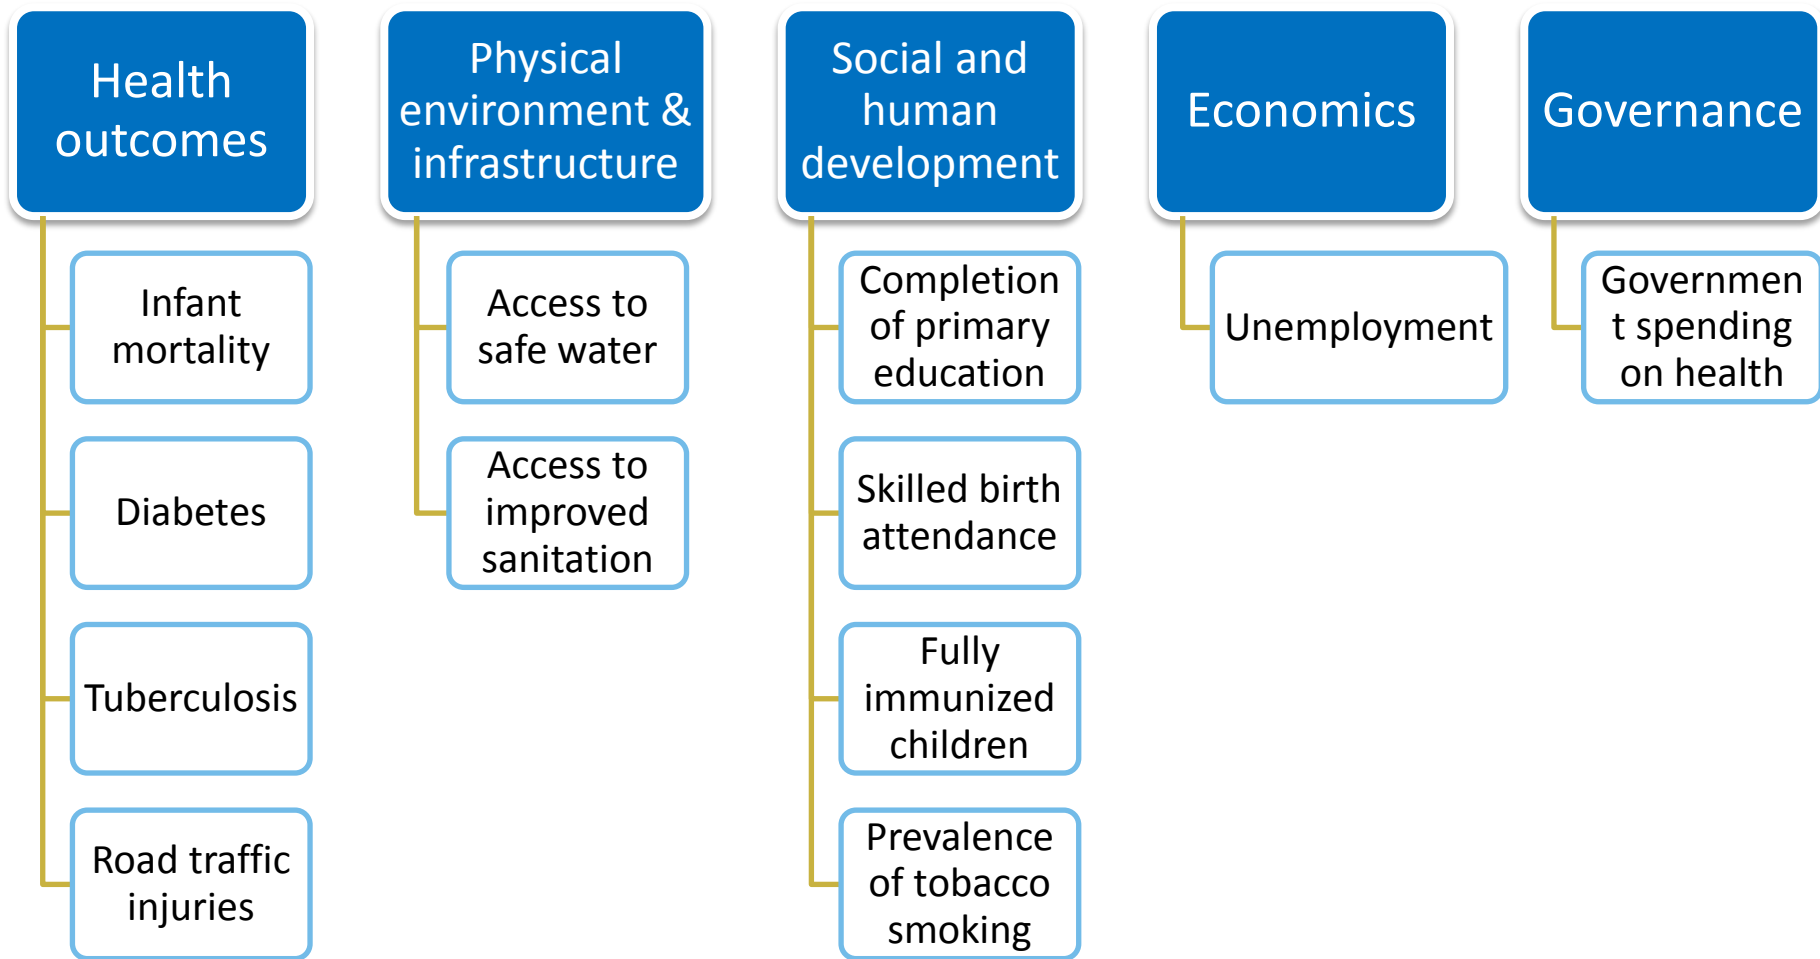 Health
outcomes
Infant
mortality
Diabetes
Tuberculosis
Road traffic
injuries
Physical
environment &
infrastructure
Access to
safe water
Access to
improved
sanitation
Social and
human
development
Completion
of primary
education
Skilled birth
attendance
Fully
immunized
children
Prevalence
of tobacco
smoking
Economics
Unemployment
Governance
Governmen
t spending
on health